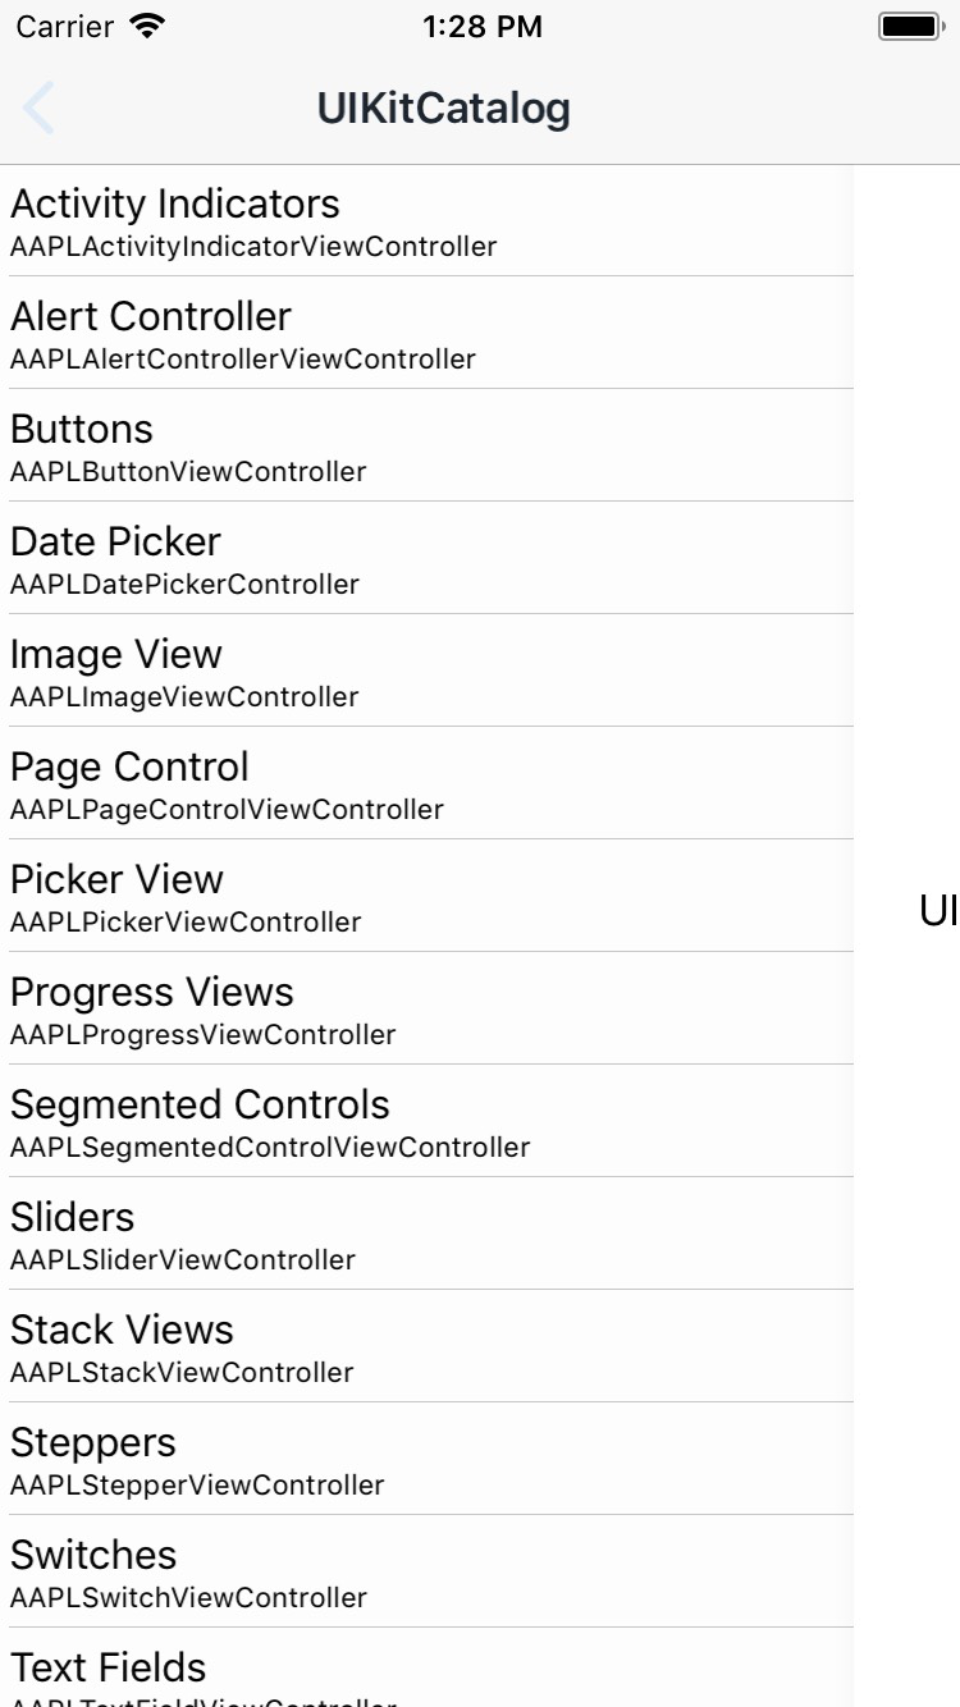 Carrier 1:28 PM
UIKitCatalog
Activity Indicators
AAPLActivityIndicatorViewController
Alert Controller
AAPLAlertControllerViewController
Buttons
AAPLButtonViewController
Date Picker
AAPLDatePickerController
Image View
AAPLImageViewController
Page Control
AAPLPageControlViewController
Picker View
AAPLPickerViewController
UI
Progress Views
AAPLProgressViewController
Segmented Controls
AAPLSegmentedControlViewController
Sliders
AAPLSliderViewController
Stack Views
AAPLStackViewController
Steppers
AAPLStepperViewController
Switches
AAPLSwitchViewController
Text Fields
AAPLTextFieldViewController